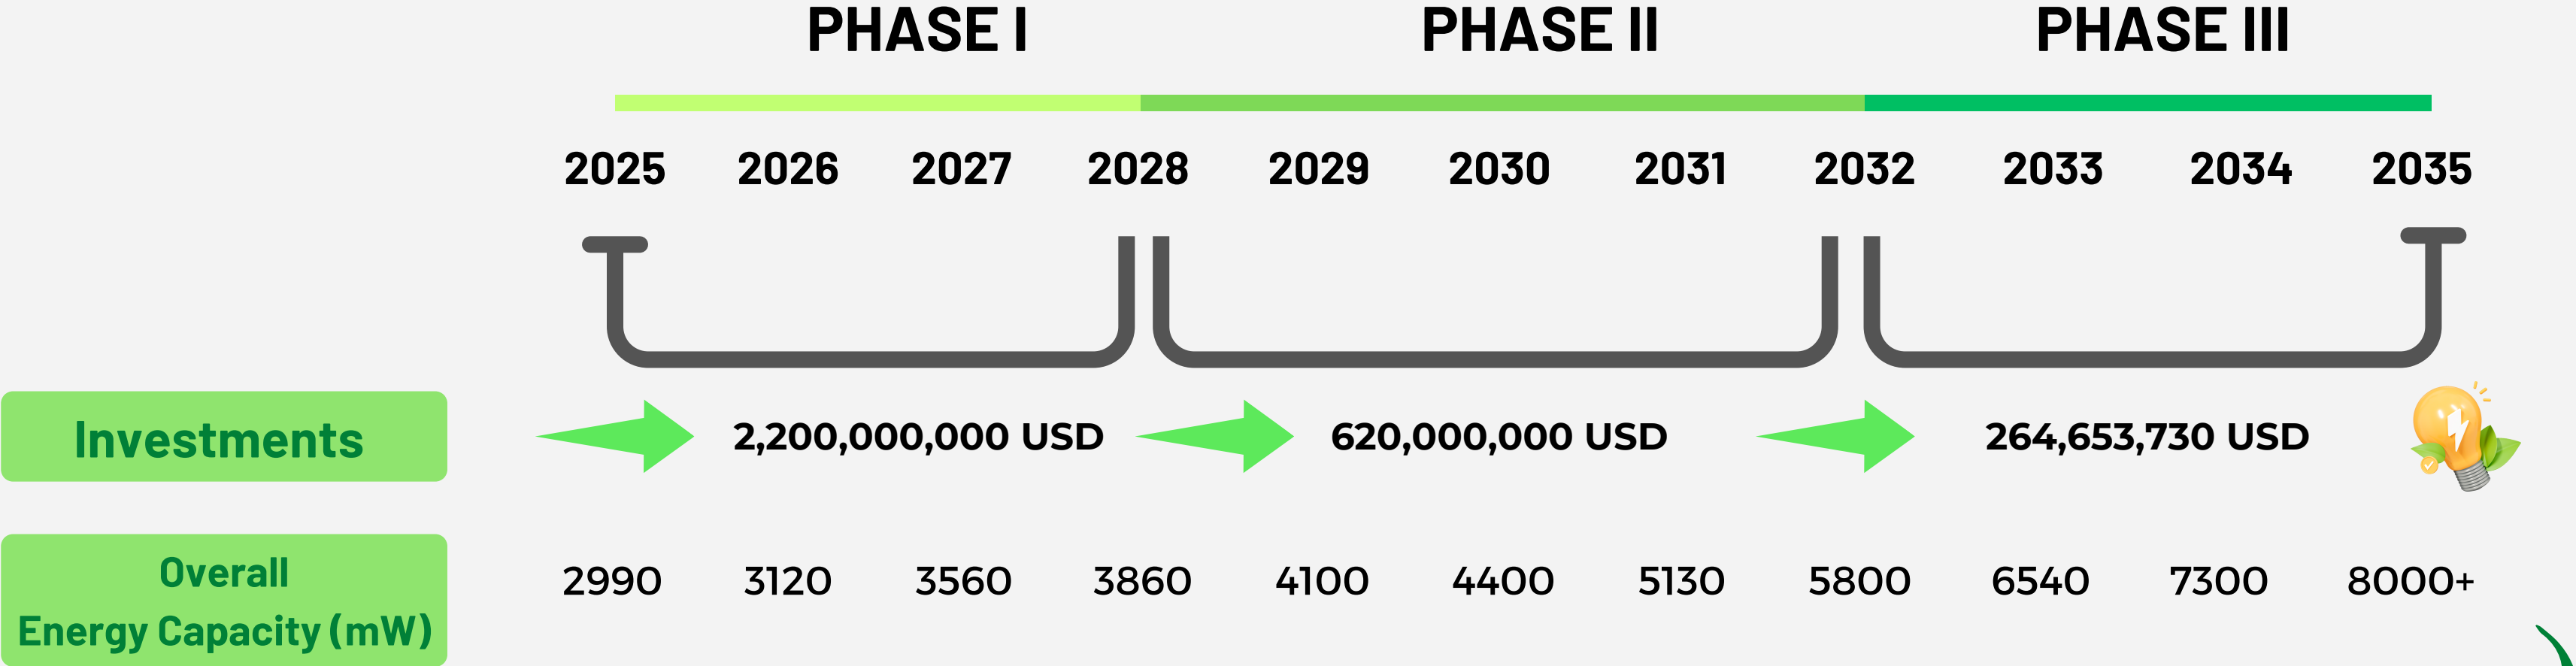 PHASE I PHASE II PHASE III
2025 2026 2027 2028 2029 2030 2031 2032 2033 2034 2035
Investments 2,200,000,000 USD 620,000,000 USD 264,653,730 USD
Overall
Energy Capacity (mW)
2990 3120 3560 3860 4100 4400 5130 5800 6540 7300 8000+